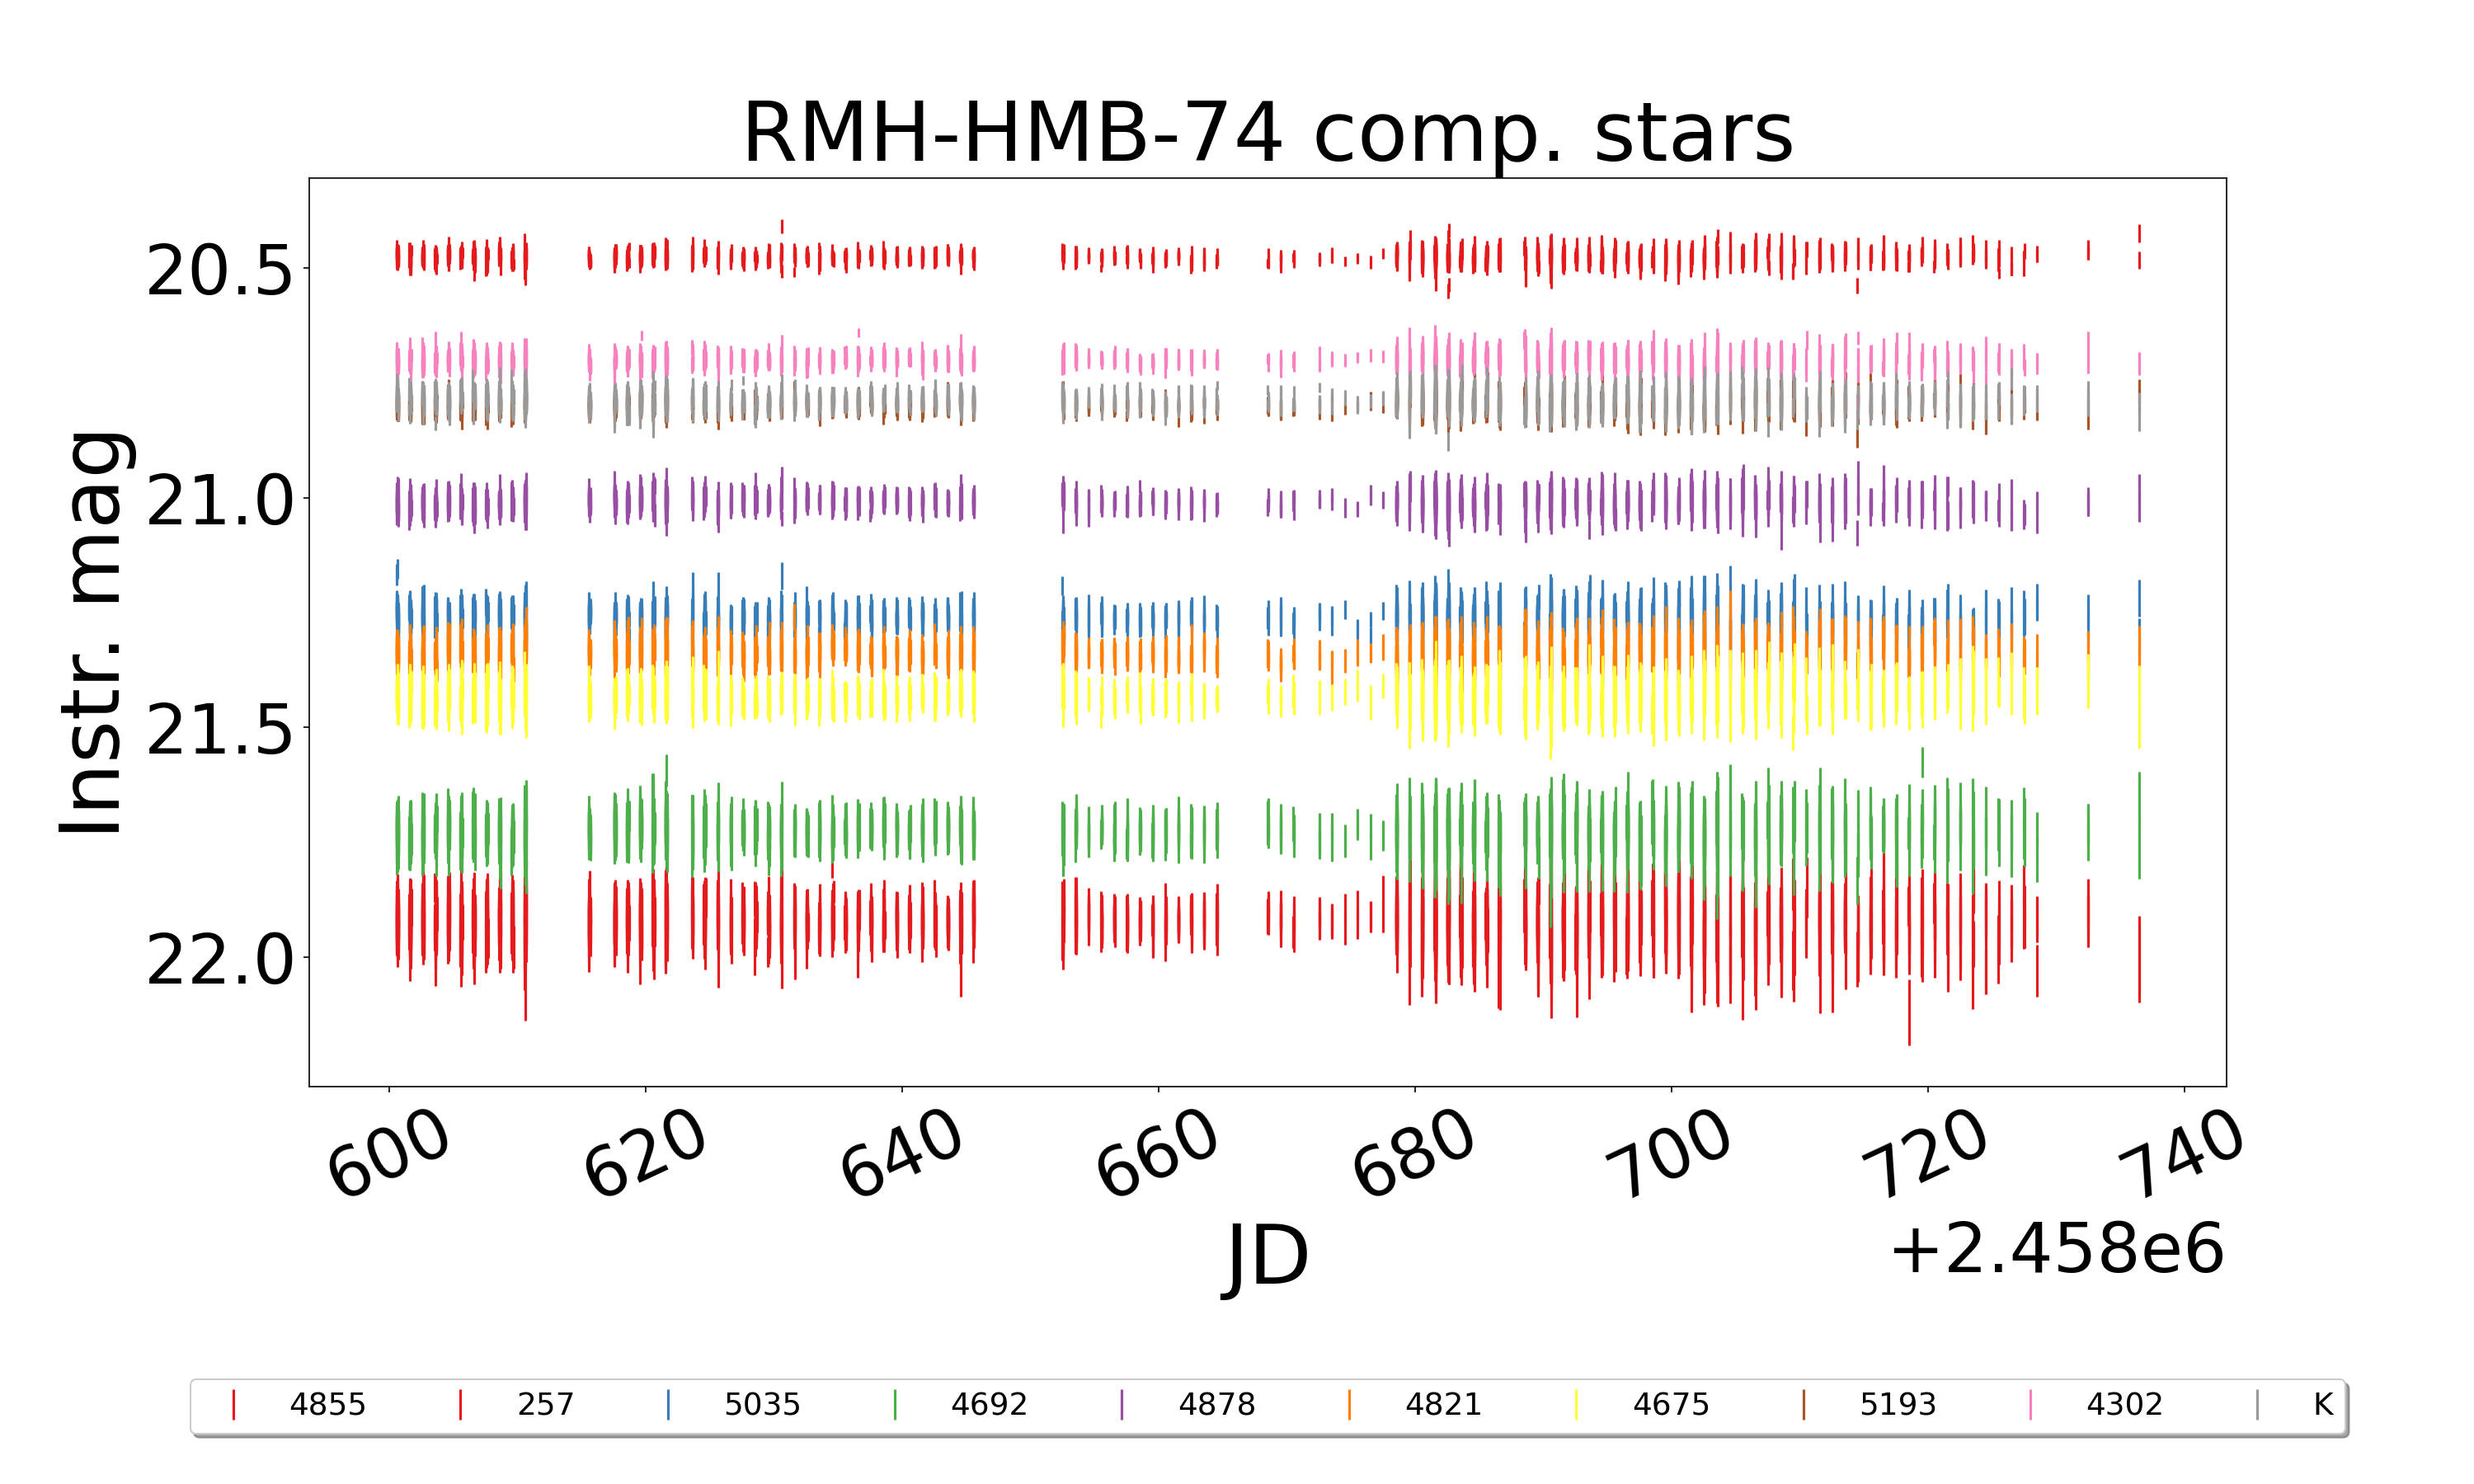 RMH-HMB-74 comp. stars
Instr. mag
20.5
21.0
21.5
22.0
600 620 640 660 680 700 720 740
JD
+2.458e6
4855 257 5035 4692 4878 4821 4675 5193 4302 K